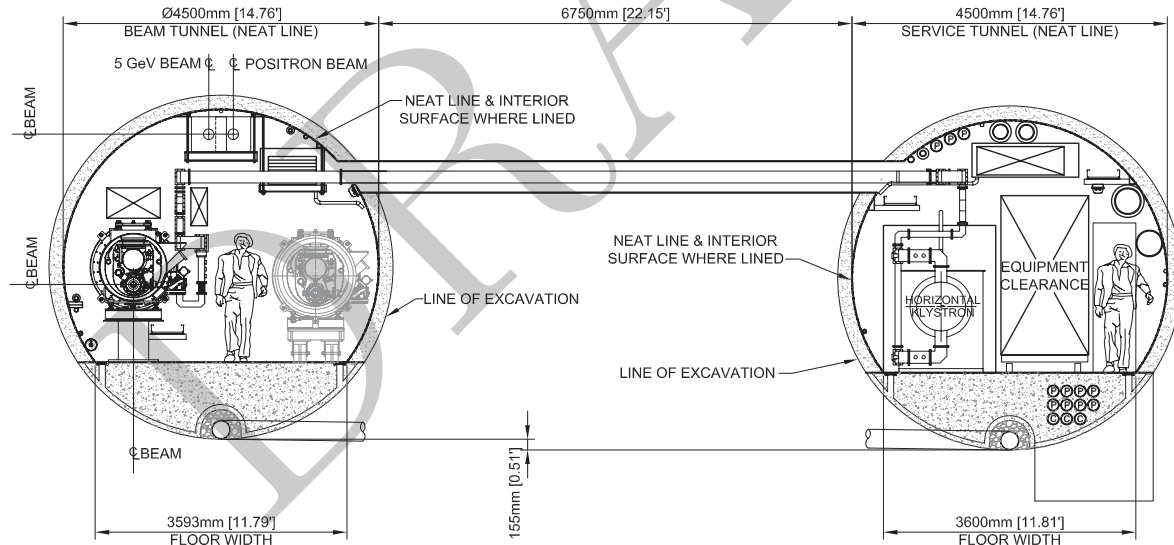 Ø4500mm [14.76']
BEAM TUNNEL (NEAT LINE)
6750mm [22.15']
4500mm [14.76']
SERVICE TUNNEL (NEAT LINE)
5 GeV BEAM ℄
℄ POSITRON BEAM
℄ BEAM
NEAT LINE & INTERIOR
SURFACE WHERE LINED
℄ BEAM
LINE OF EXCAVATION
NEAT LINE & INTERIOR
SURFACE WHERE LINED
EQUIPMENT
CLEARANCE
HORIZONTAL
KLYSTRON
LINE OF EXCAVATION
℄ BEAM
155mm [0.51']
P P P
P P P P
P P P P
C C C
3593mm [11.79']
FLOOR WIDTH
3600mm [11.81']
FLOOR WIDTH
DRA